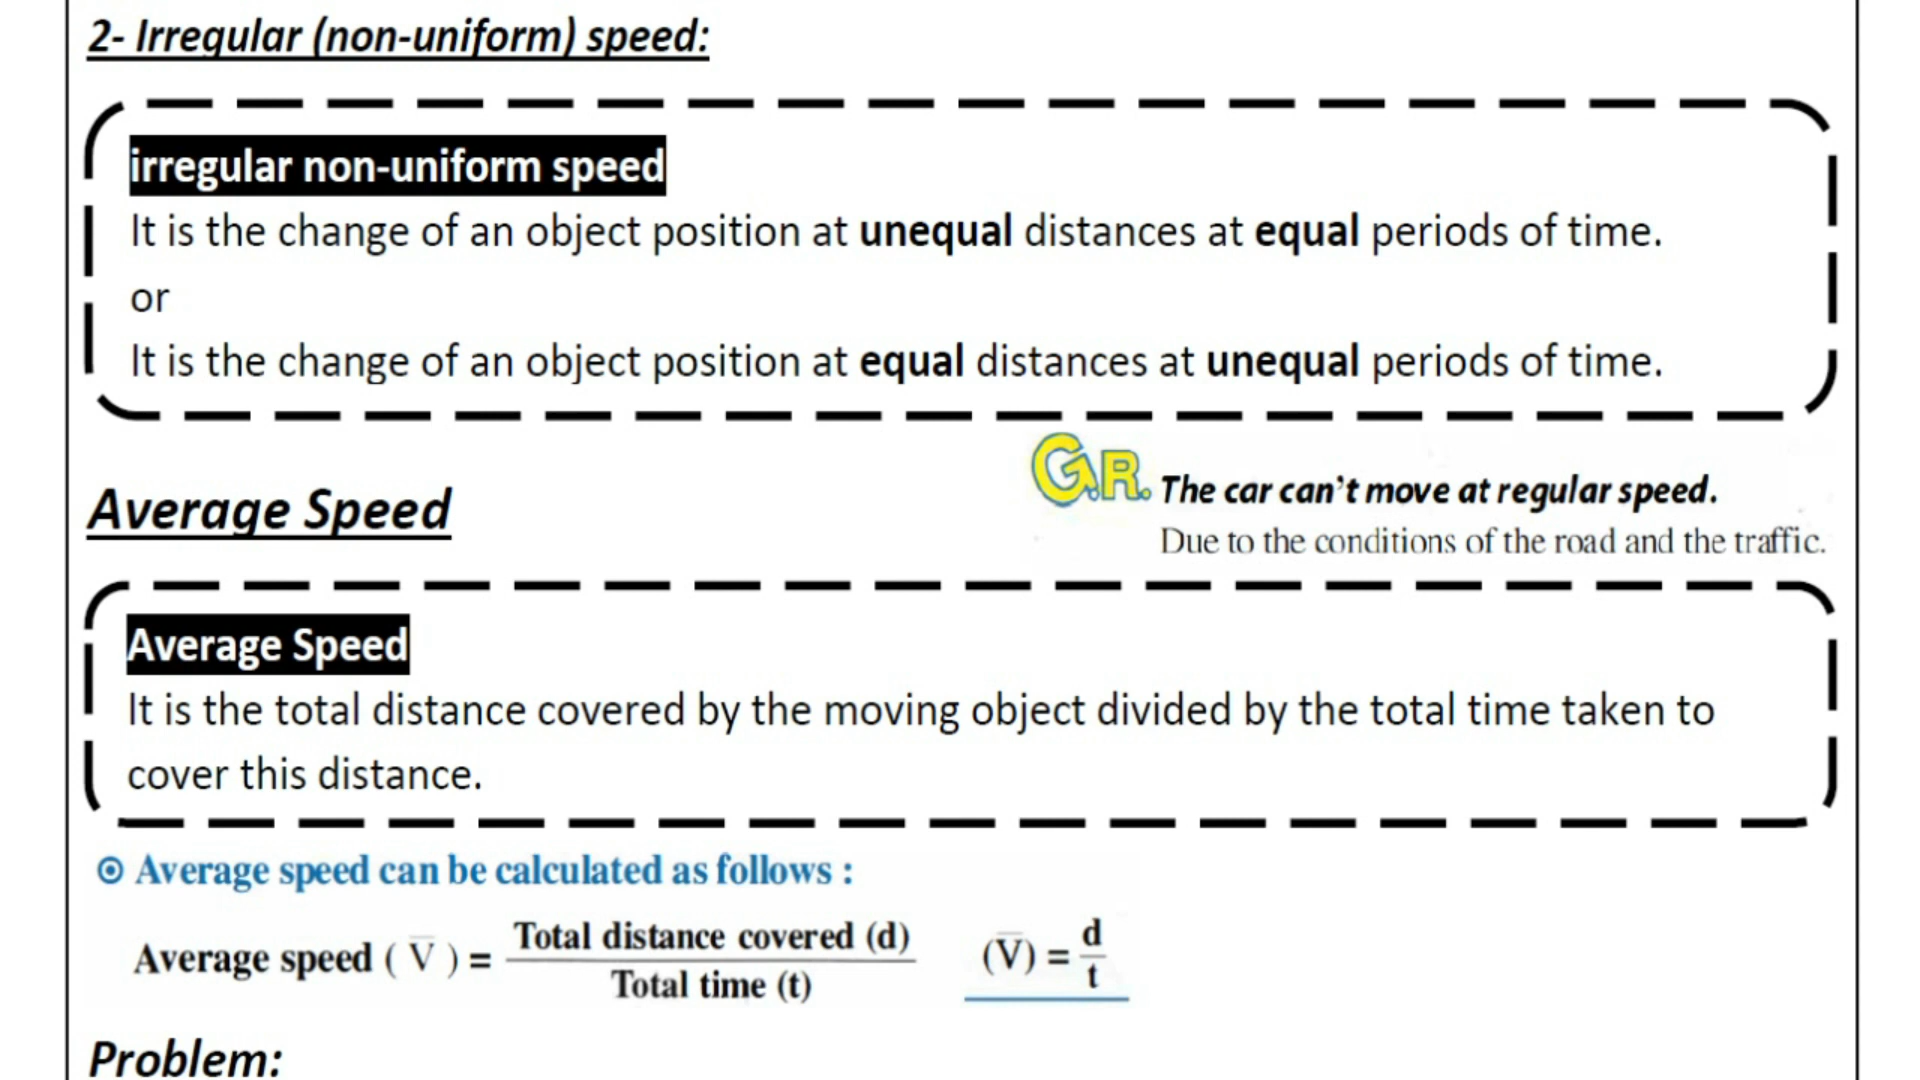 2- Irregular (non-uniform) speed:
irregular non-uniform speed
It is the change of an object position at unequal distances at equal periods of time.
or
It is the change of an object position at equal distances at unequal periods of time.
G.R. The car can't move at regular speed.
Due to the conditions of the road and the traffic.
Average Speed
Average Speed
It is the total distance covered by the moving object divided by the total time taken to
cover this distance.
⊙ Average speed can be calculated as follows :
Average speed ( V̅ ) = Total distance covered (d) / Total time (t)   (V̅) = d / t
Problem: